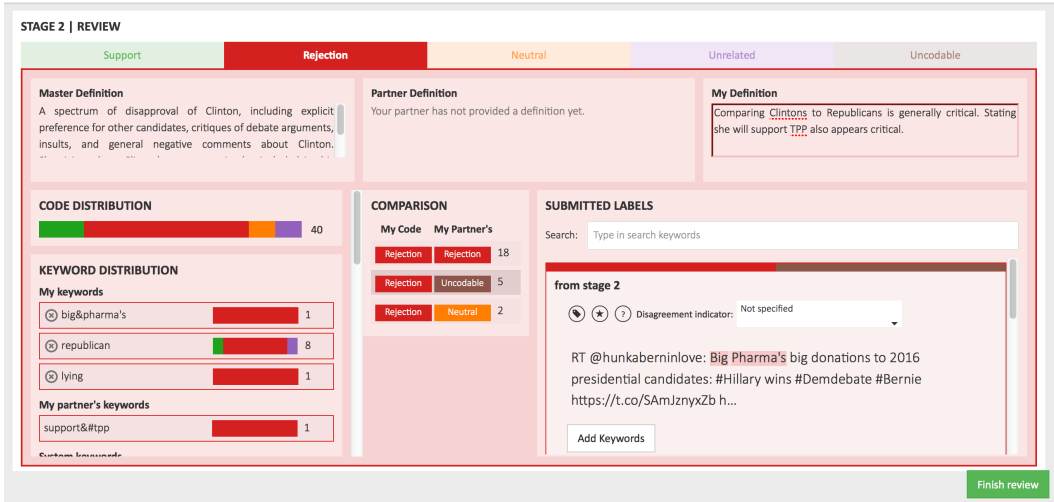 STAGE 2 | REVIEW
Support
Rejection
Neutral
Unrelated
Uncodable
Master Definition
A spectrum of disapproval of Clinton, including explicit
preference for other candidates, critiques of debate arguments,
insults, and general negative comments about Clinton.
Partner Definition
Your partner has not provided a definition yet.
My Definition
Comparing Clintons to Republicans is generally critical. Stating
she will support TPP also appears critical.
CODE DISTRIBUTION
40
KEYWORD DISTRIBUTION
My keywords
big&pharma's 1
republican 8
lying 1
My partner's keywords
support&#tpp 1
System keywords
COMPARISON
My Code My Partner's
Rejection Rejection 18
Rejection Uncodable 5
Rejection Neutral 2
SUBMITTED LABELS
Search: Type in search keywords
from stage 2
? Disagreement indicator: Not specified
RT @hunkaberninlove: Big Pharma's big donations to 2016
presidential candidates: #Hillary wins #Demdebate #Bernie
https://t.co/SAmJznyxZb h...
Add Keywords
Finish review